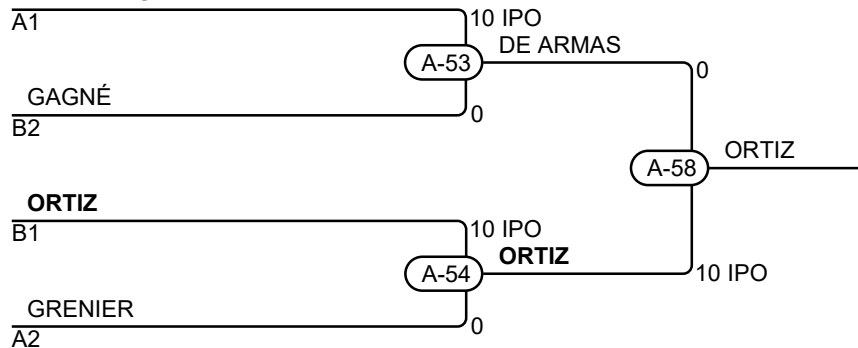 A1
10 IPO
DE ARMAS
A-53
0
GAGNÉ
0
B2
A-58
ORTIZ
ORTIZ
B1
10 IPO
ORTIZ
A-54
10 IPO
GRENIER
0
A2